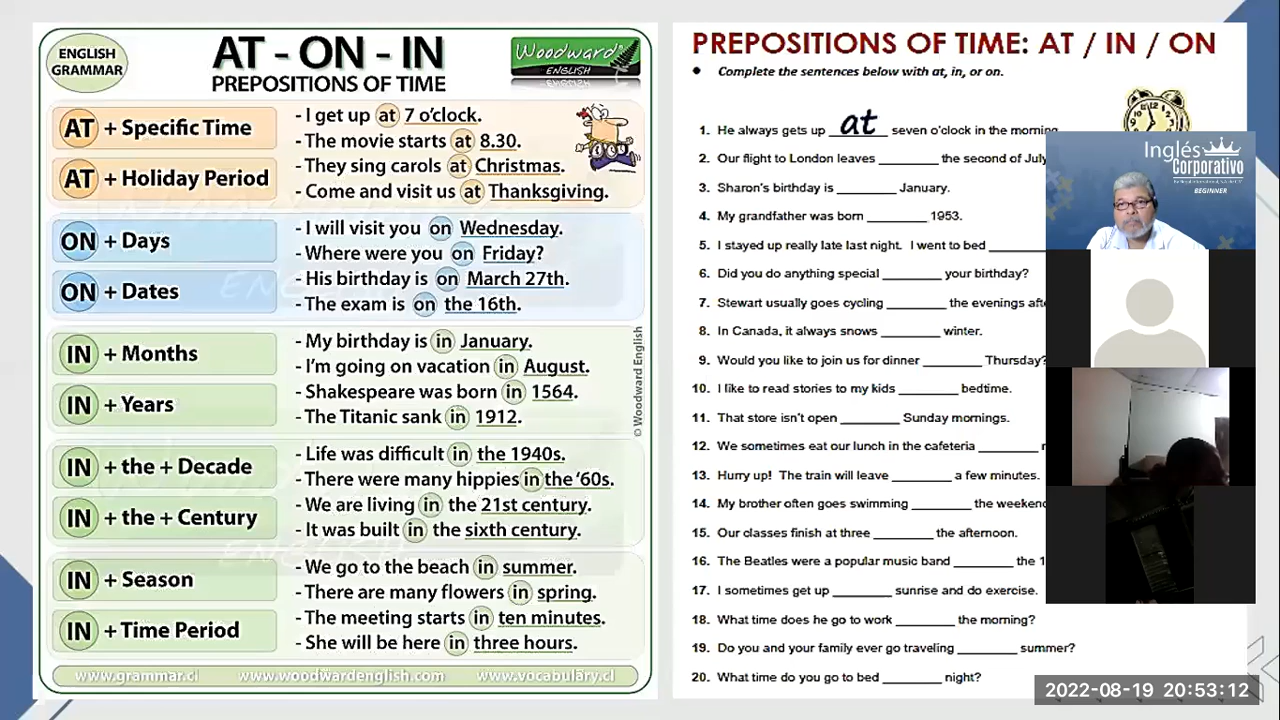 ENGLISH
GRAMMAR
AT - ON - IN
PREPOSITIONS OF TIME
Woodward
ENGLISH
AT + Specific Time
- I get up at 7 o'clock.
- The movie starts at 8.30.
AT + Holiday Period
- They sing carols at Christmas.
- Come and visit us at Thanksgiving.
ON + Days
- I will visit you on Wednesday.
- Where were you on Friday?
ON + Dates
- His birthday is on March 27th.
- The exam is on the 16th.
IN + Months
- My birthday is in January.
- I'm going on vacation in August.
IN + Years
- Shakespeare was born in 1564.
- The Titanic sank in 1912.
IN + the + Decade
- Life was difficult in the 1940s.
- There were many hippies in the '60s.
IN + the + Century
- We are living in the 21st century.
- It was built in the sixth century.
IN + Season
- We go to the beach in summer.
- There are many flowers in spring.
IN + Time Period
- The meeting starts in ten minutes.
- She will be here in three hours.
© Woodward English
www.grammar.cl www.woodwardenglish.com www.vocabulary.cl
PREPOSITIONS OF TIME: AT / IN / ON
• Complete the sentences below with at, in, or on.
1. He always gets up at seven o'clock in the morning
2. Our flight to London leaves ________ the second of July
3. Sharon's birthday is ________ January.
4. My grandfather was born ________ 1953.
5. I stayed up really late last night. I went to bed ________
6. Did you do anything special ________ your birthday?
7. Stewart usually goes cycling ________ the evenings afte
8. In Canada, it always snows ________ winter.
9. Would you like to join us for dinner ________ Thursday?
10. I like to read stories to my kids ________ bedtime.
11. That store isn't open ________ Sunday mornings.
12. We sometimes eat our lunch in the cafeteria ________
13. Hurry up! The train will leave ________ a few minutes.
14. My brother often goes swimming ________ the weekend
15. Our classes finish at three ________ the afternoon.
16. The Beatles were a popular music band ________ the 1
17. I sometimes get up ________ sunrise and do exercise.
18. What time does he go to work ________ the morning?
19. Do you and your family ever go traveling ________ summer?
20. What time do you go to bed ________ night?
Inglés
Corporativo
BEGINNER
2022-08-19 20:53:12